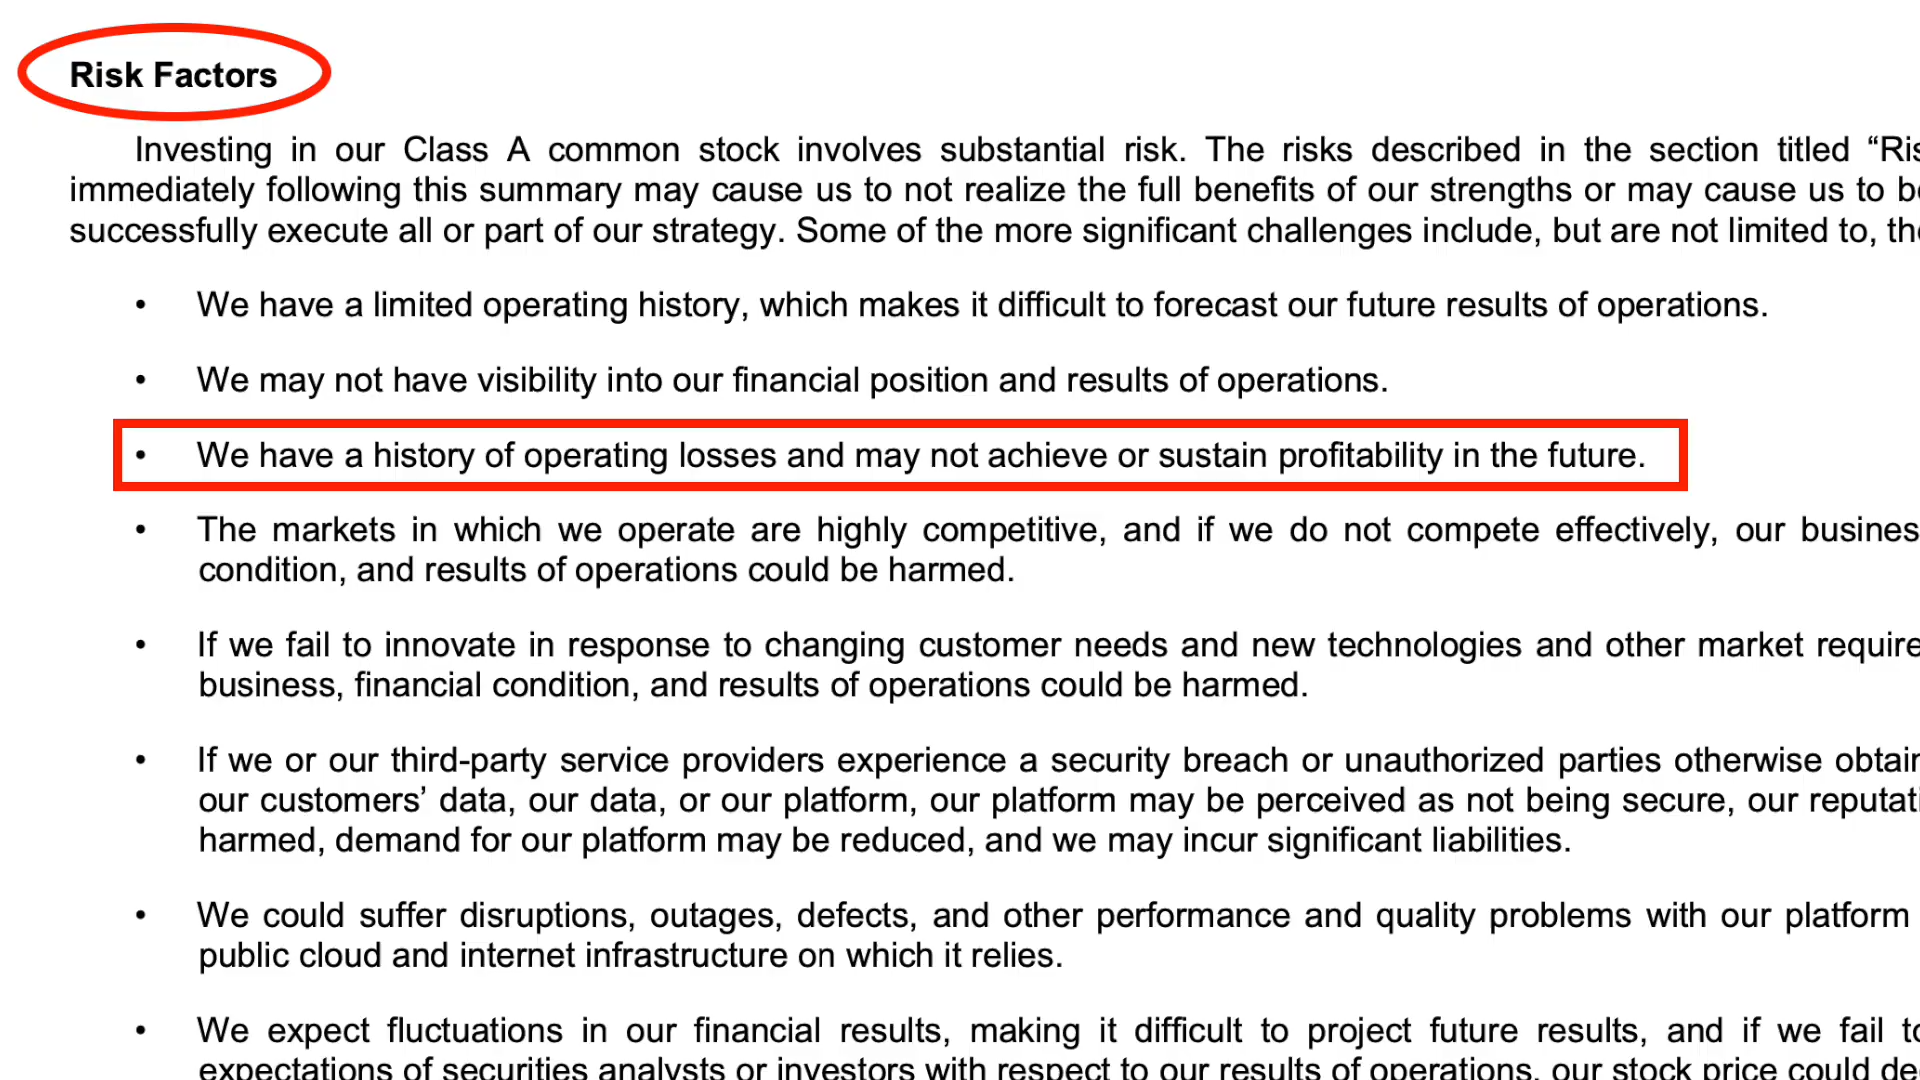 Risk Factors
Investing in our Class A common stock involves substantial risk. The risks described in the section titled
immediately following this summary may cause us to not realize the full benefits of our strengths or may cause us to
successfully execute all or part of our strategy. Some of the more significant challenges include, but are not limited to,
• We have a limited operating history, which makes it difficult to forecast our future results of operations.
• We may not have visibility into our financial position and results of operations.
• We have a history of operating losses and may not achieve or sustain profitability in the future.
• The markets in which we operate are highly competitive, and if we do not compete effectively, our
condition, and results of operations could be harmed.
• If we fail to innovate in response to changing customer needs and new technologies and other market
business, financial condition, and results of operations could be harmed.
• If we or our third-party service providers experience a security breach or unauthorized parties otherwise
our customers’ data, our data, or our platform, our platform may be perceived as not being secure, our
harmed, demand for our platform may be reduced, and we may incur significant liabilities.
• We could suffer disruptions, outages, defects, and other performance and quality problems with our platform
public cloud and internet infrastructure on which it relies.
• We expect fluctuations in our financial results, making it difficult to project future results, and if we fail
expectations of securities analysts or investors with respect to our results of operations, our stock price could